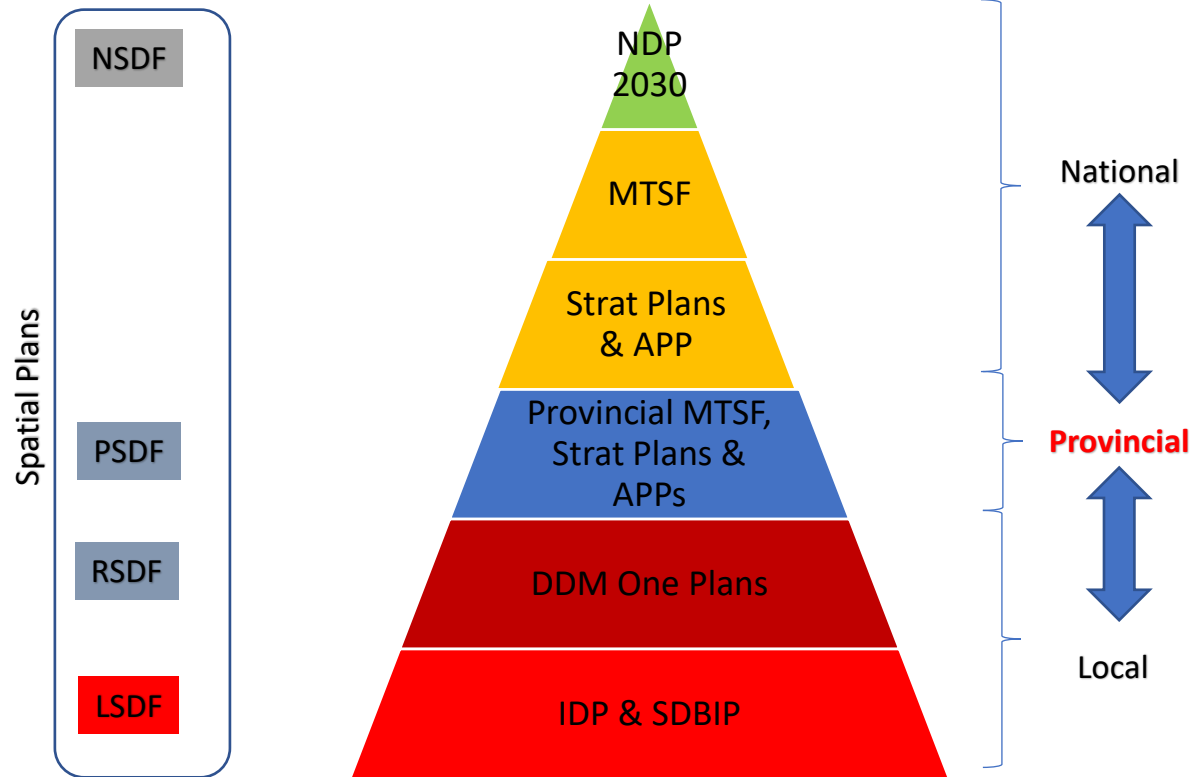 Spatial Plans
NSDF
PSDF
RSDF
LSDF
NDP
2030
MTSF
Strat Plans
& APP
Provincial MTSF,
Strat Plans &
APPs
DDM One Plans
IDP & SDBIP
National
Provincial
Local